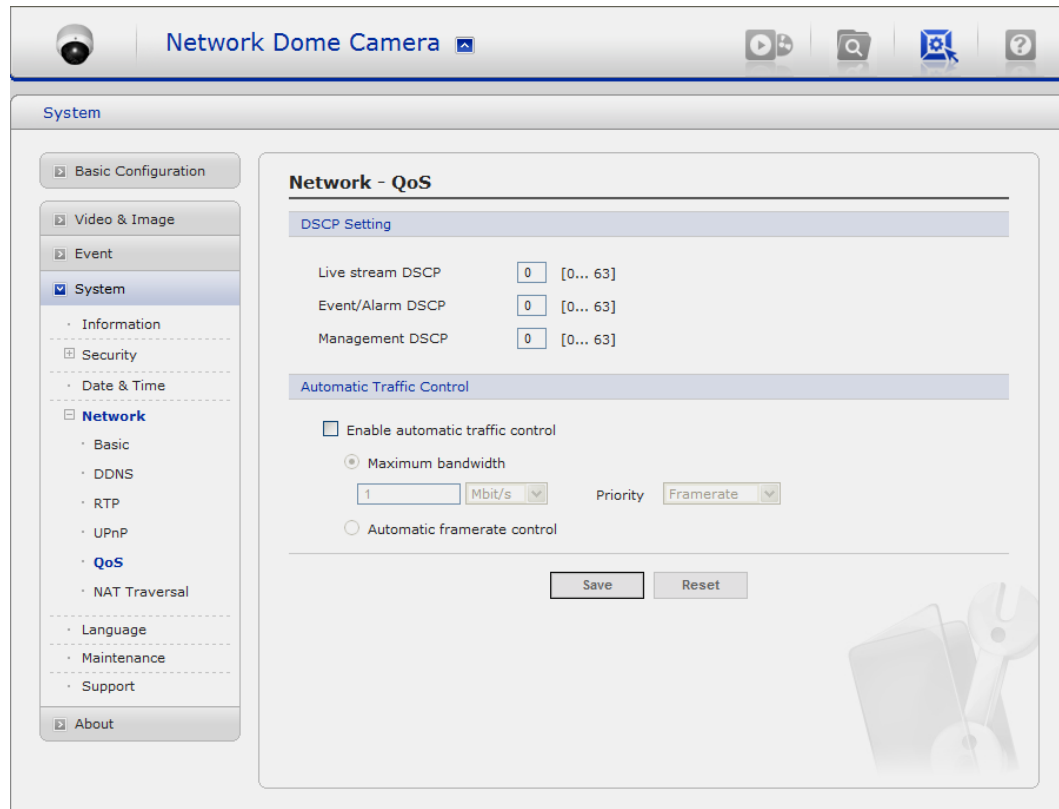 Network Dome Camera
System
Basic Configuration
Video & Image
Event
System
Information
Security
Date & Time
Network
Basic
DDNS
RTP
UPnP
QoS
NAT Traversal
Language
Maintenance
Support
About
Network - QoS
DSCP Setting
Live stream DSCP 0 [0... 63]
Event/Alarm DSCP 0 [0... 63]
Management DSCP 0 [0... 63]
Automatic Traffic Control
Enable automatic traffic control
Maximum bandwidth
1 Mbit/s Priority Framerate
Automatic framerate control
Save Reset